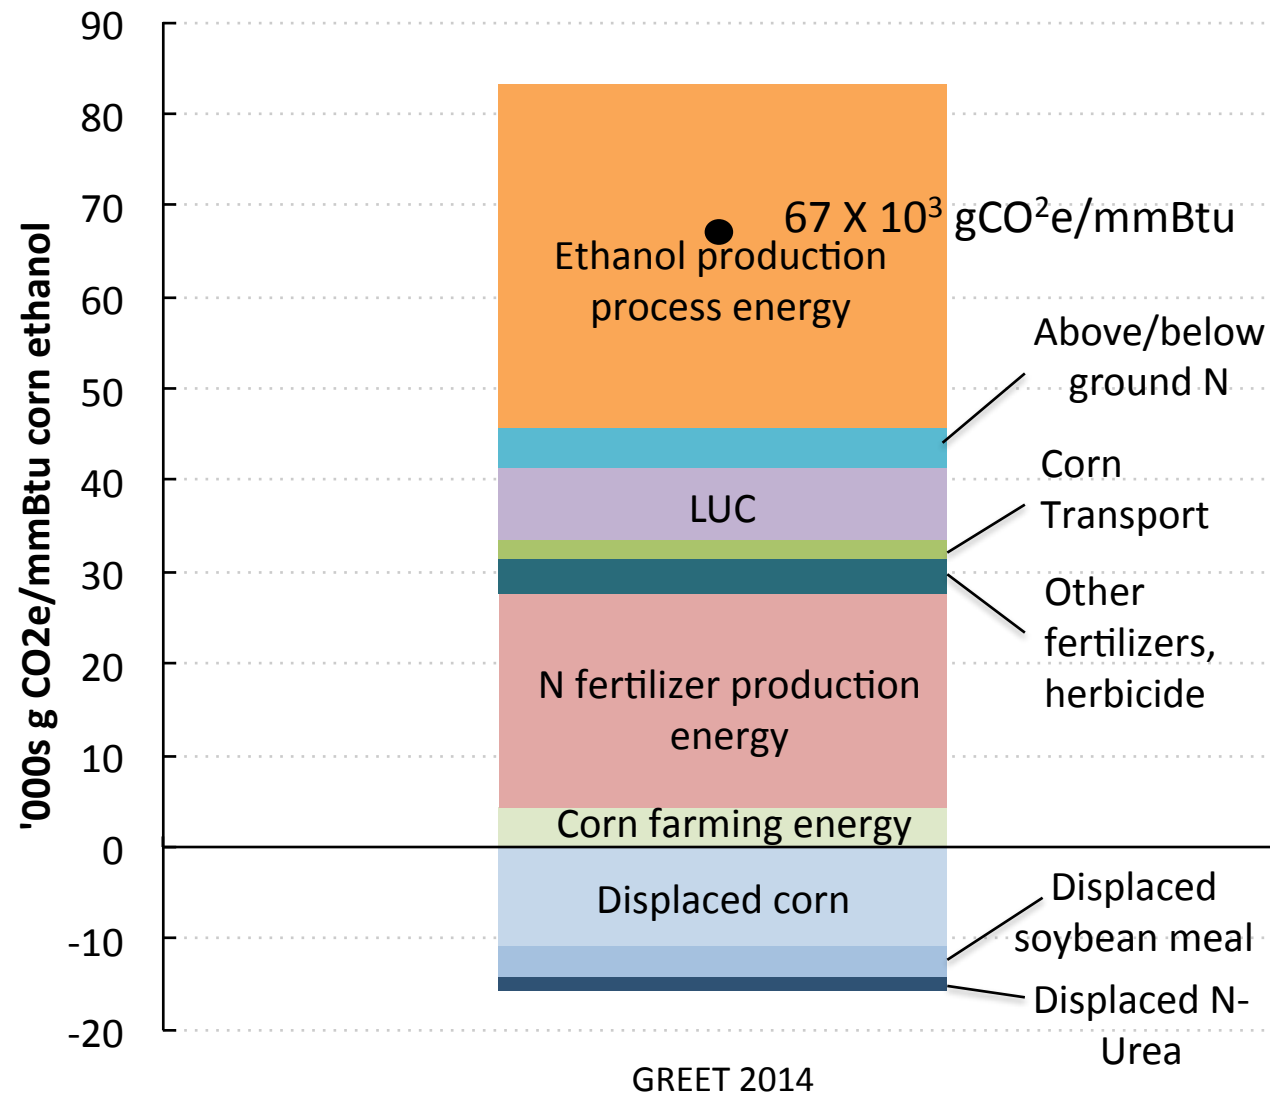 '000s g CO2e/mmBtu corn ethanol
90
80
70
60
50
40
30
20
10
0
-10
-20
67 X 10³ gCO²e/mmBtu
Ethanol production
process energy
Above/below
ground N
Corn
Transport
LUC
Other
fertilizers,
herbicide
N fertilizer production
energy
Corn farming energy
Displaced corn
Displaced
soybean meal
Displaced N-
Urea
GREET 2014